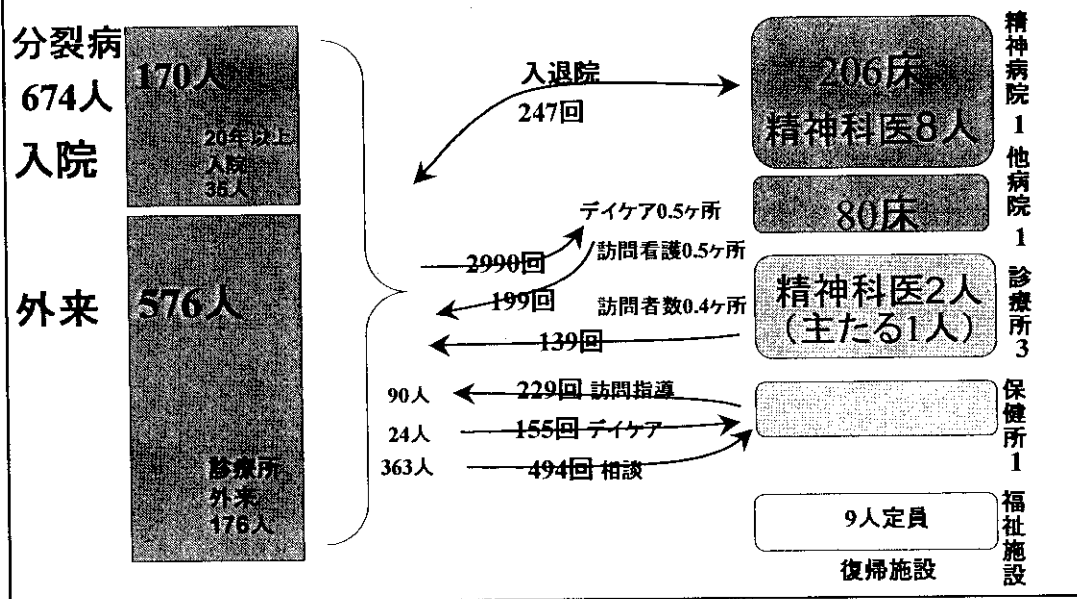 分裂病
674人
入院
外来
170人
20年以上
入院
35人
576人
診療所
外来
176人
入退院
247回
デイケア0.5ヶ所
2990回
訪問看護0.5ヶ所
199回
訪問者数0.4ヶ所
139回
90人
229回 訪問指導
24人
155回 デイケア
363人
494回 相談
206床
精神科医8人
80床
精神科医2人
(主たる1人)
9人定員
復帰施設
精神病院 1
他病院 1
診療所 3
保健所 1
福祉施設